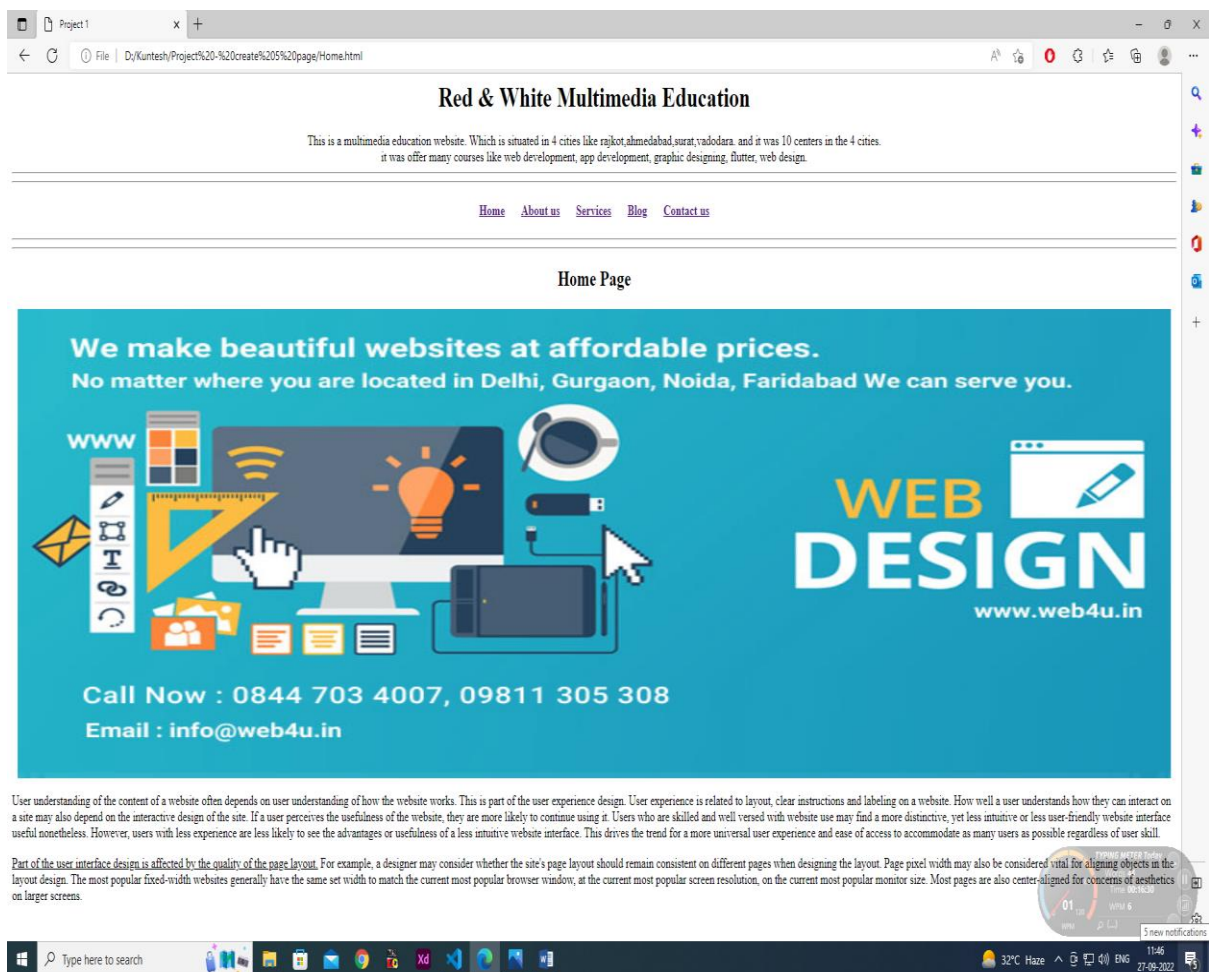 Project 1
File | D:/Kuntesh/Project%20-%20create%205%20page/Home.html
Red & White Multimedia Education
This is a multimedia education website. Which is situated in 4 cities like rajkot,ahmedabad,surat,vadodara. and it was 10 centers in the 4 cities.
it was offer many courses like web development, app development, graphic designing, flutter, web design.
Home About us Services Blog Contact us
Home Page
We make beautiful websites at affordable prices.
No matter where you are located in Delhi, Gurgaon, Noida, Faridabad We can serve you.
www
T
WEB
DESIGN
www.web4u.in
Call Now : 0844 703 4007, 09811 305 308
Email : info@web4u.in
User understanding of the content of a website often depends on user understanding of how the website works. This is part of the user experience design. User experience is related to layout, clear instructions and labeling on a website. How well a user understands how they can interact on
a site may also depend on the interactive design of the site. If a user perceives the usefulness of the website, they are more likely to continue using it. Users who are skilled and well versed with website use may find a more distinctive, yet less intuitive or less user-friendly website interface
useful nonetheless. However, users with less experience are less likely to see the advantages or usefulness of a less intuitive website interface. This drives the trend for a more universal user experience and ease of access to accommodate as many users as possible regardless of user skill.
Part of the user interface design is affected by the quality of the page layout. For example, a designer may consider whether the site's page layout should remain consistent on different pages when designing the layout. Page pixel width may also be considered vital for aligning objects in the
layout design. The most popular fixed-width websites generally have the same set width to match the current most popular browser window, at the current most popular screen resolution, on the current most popular monitor size. Most pages are also center-aligned for concerns of aesthetics
on larger screens.
TYPING METER Today
Time 00:16:30
01
WPM 6
WPM
5 new notifications
Type here to search
Xd
32°C Haze
ENG
11:46
27-09-2022